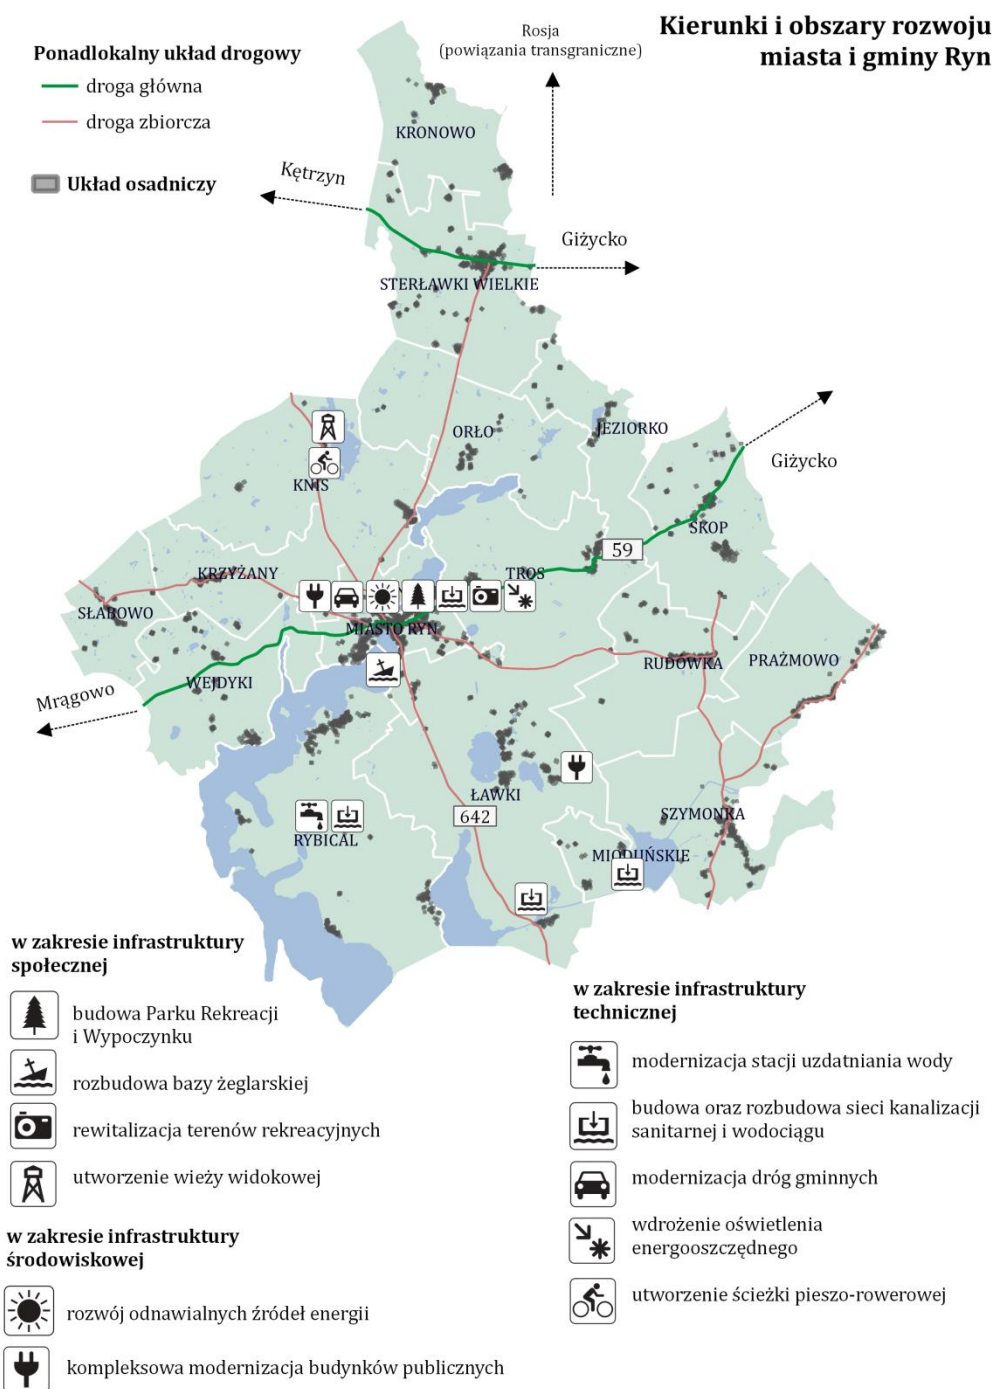 Kierunki i obszary rozwoju
miasta i gminy Ryn
Rosja
(powiązania transgraniczne)
Ponadlokalny układ drogowy
droga główna
droga zbiorcza
Układ osadniczy
KRONOWO
Kętrzyn
Giżycko
STERŁAWKI WIELKIE
ORŁO
JEZIORKO
Giżycko
KNIS
SKOP
59
TROS
KRZYŻANY
SŁABOWO
MIASTO RYN
RUDÓWKA
PRAŻMOWO
WEJDYKI
Mrągowo
ŁAWKI
642
SZYMONKA
RYBICAL
MIODUŃSKIE
w zakresie infrastruktury
społecznej
budowa Parku Rekreacji
i Wypoczynku
rozbudowa bazy żeglarskiej
rewitalizacja terenów rekreacyjnych
utworzenie wieży widokowej
w zakresie infrastruktury
środowiskowej
rozwój odnawialnych źródeł energii
kompleksowa modernizacja budynków publicznych
w zakresie infrastruktury
technicznej
modernizacja stacji uzdatniania wody
budowa oraz rozbudowa sieci kanalizacji
sanitarnej i wodociągu
modernizacja dróg gminnych
wdrożenie oświetlenia
energooszczędnego
utworzenie ścieżki pieszo-rowerowej